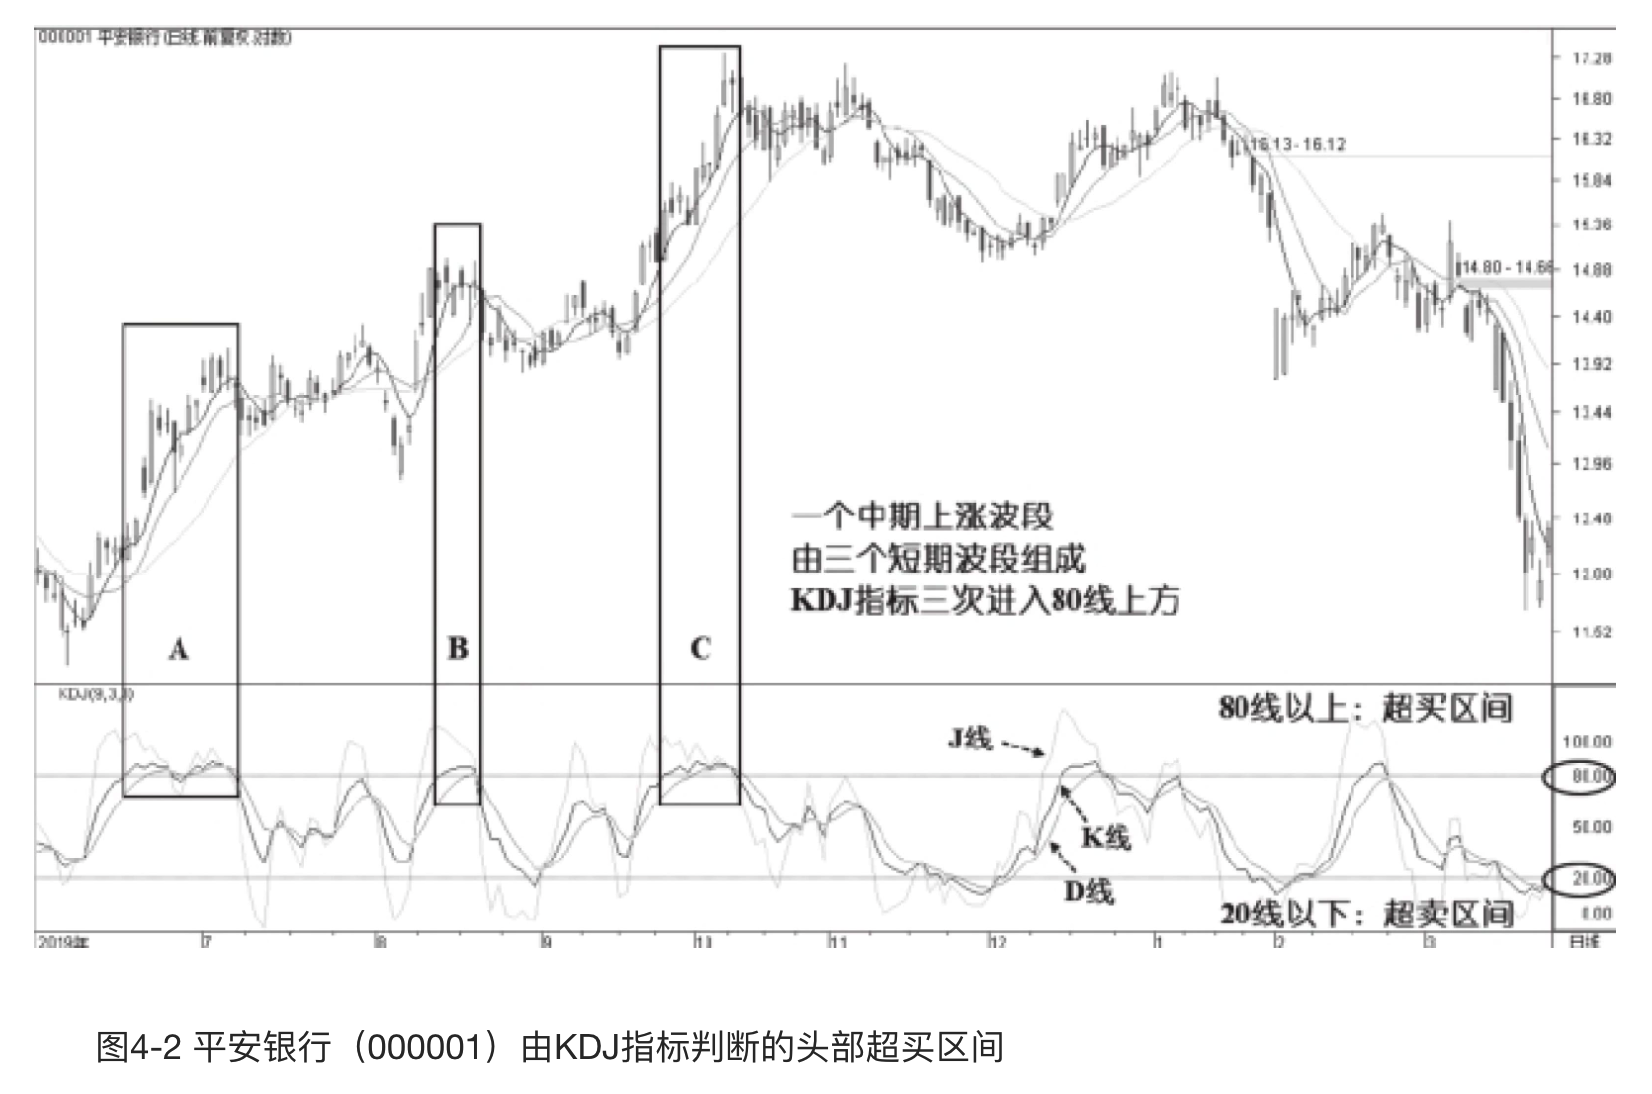 000001 平安银行 (日线 前复权 对数)
17.28
16.80
16.32
16.13-16.12
15.84
15.36
14.80-14.66
14.88
14.40
13.92
13.44
12.96
12.40
12.00
11.52
一个中期上涨波段
由三个短期波段组成
KDJ指标三次进入80线上方
A
B
C
KDJ(9,3,3)
80线以上：超买区间
J线
100.00
80.00
50.00
K线
D线
20.00
20线以下：超卖区间
0.00
2019年 7 8 9 10 11 12 1 2 3 日线
图4-2 平安银行（000001）由KDJ指标判断的头部超买区间